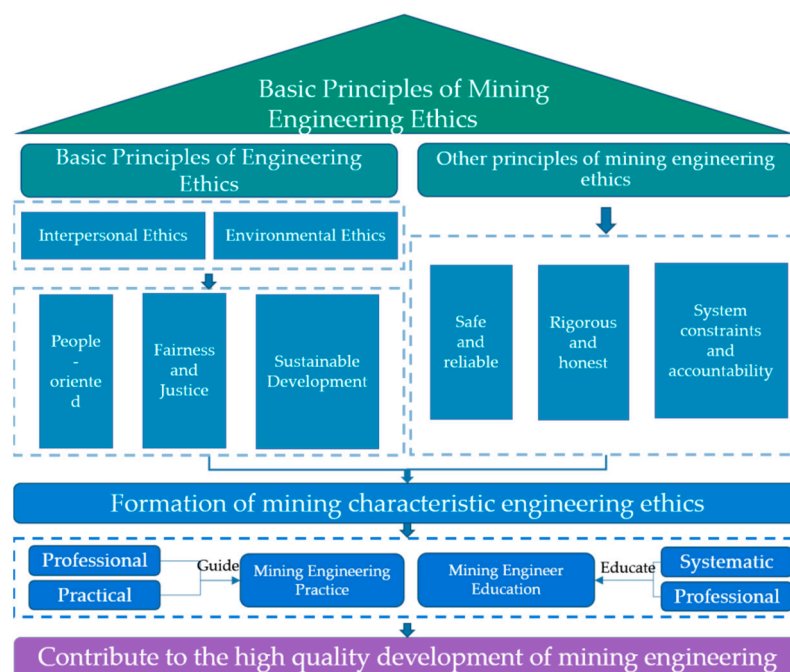 Basic Principles of Mining
Engineering Ethics
Basic Principles of Engineering
Ethics
Other principles of mining engineering
ethics
Interpersonal Ethics
Environmental Ethics
People
-
oriente
d
Fairness
and
Justice
Sustainable
Development
Safe
and
reliable
Rigorous
and
honest
System
constraints
and
accountability
Formation of mining characteristic engineering ethics
Professional
Practical
Guide
Mining Engineering
Practice
Mining Engineer
Education
Educate
Systematic
Professional
Contribute to the high quality development of mining engineering